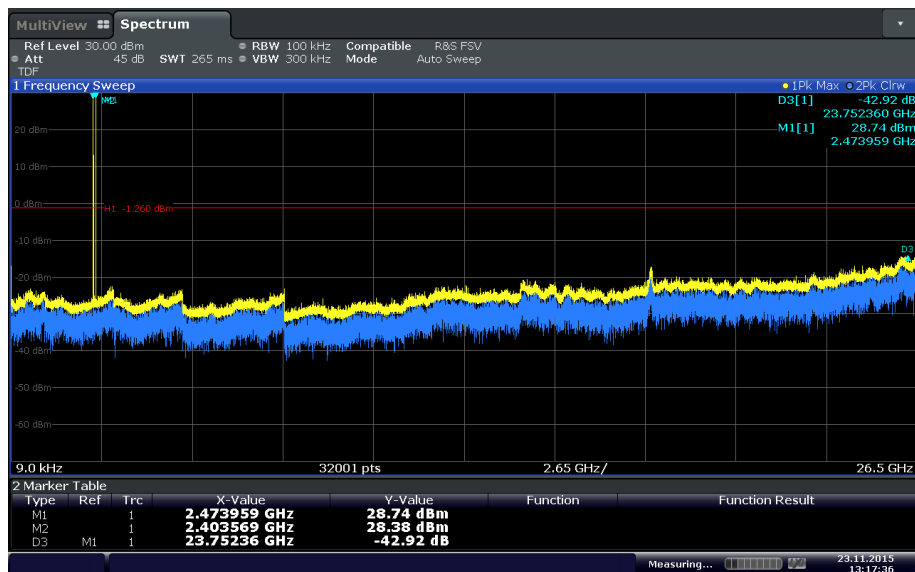 MultiView Spectrum
Ref Level 30.00 dBm RBW 100 kHz Compatible R&S FSV
Att 45 dB SWT 265 ms VBW 300 kHz Mode Auto Sweep
TDF
1 Frequency Sweep 1Pk Max 2Pk Clrw
D3[1] -42.92 dB
23.752360 GHz
M1[1] 28.74 dBm
2.473959 GHz
20 dBm
10 dBm
0 dBm
H1 -1.260 dBm
-10 dBm
D3
-20 dBm
-40 dBm
-50 dBm
-60 dBm
9.0 kHz 32001 pts 2.65 GHz/ 26.5 GHz
2 Marker Table
Type Ref Trc X-Value Y-Value Function Function Result
M1 1 2.473959 GHz 28.74 dBm
M2 1 2.403569 GHz 28.38 dBm
D3 M1 1 23.75236 GHz -42.92 dB
Measuring... 23.11.2015
13:17:36